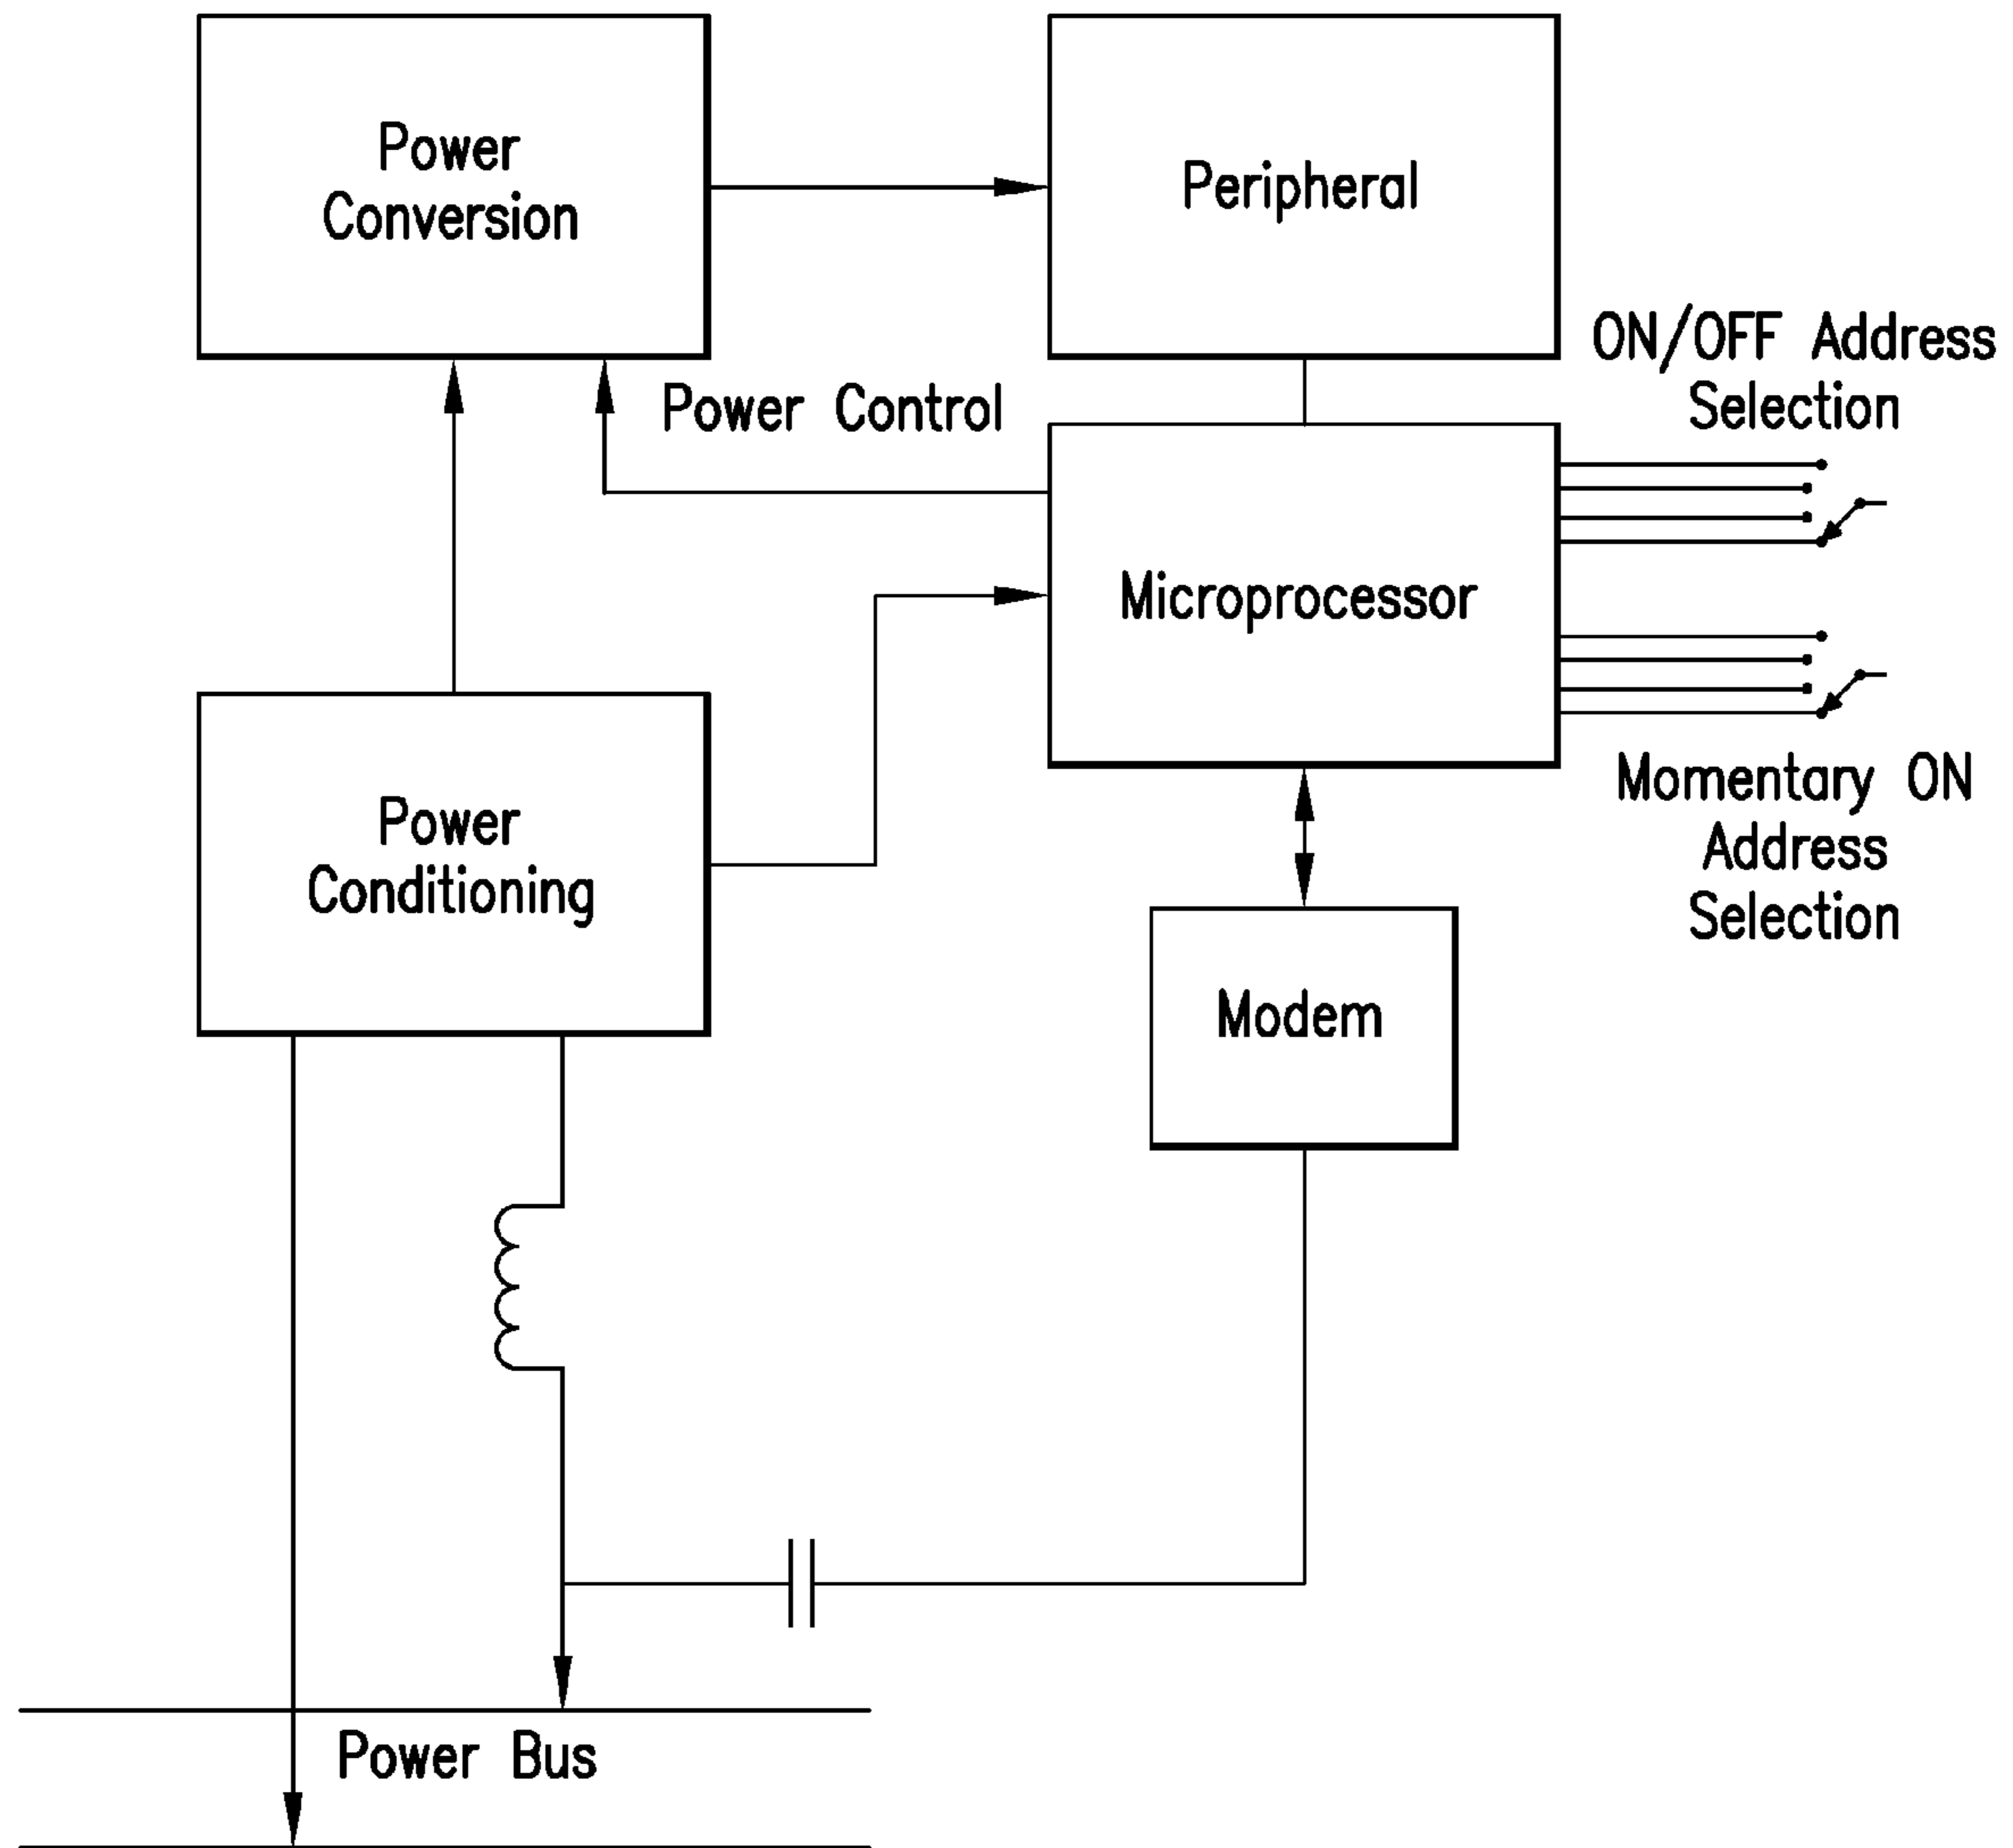 Power
Conversion
Peripheral
ON/OFF Address
Selection
Power Control
Microprocessor
Momentary ON
Address
Selection
Power
Conditioning
Modem
Power Bus